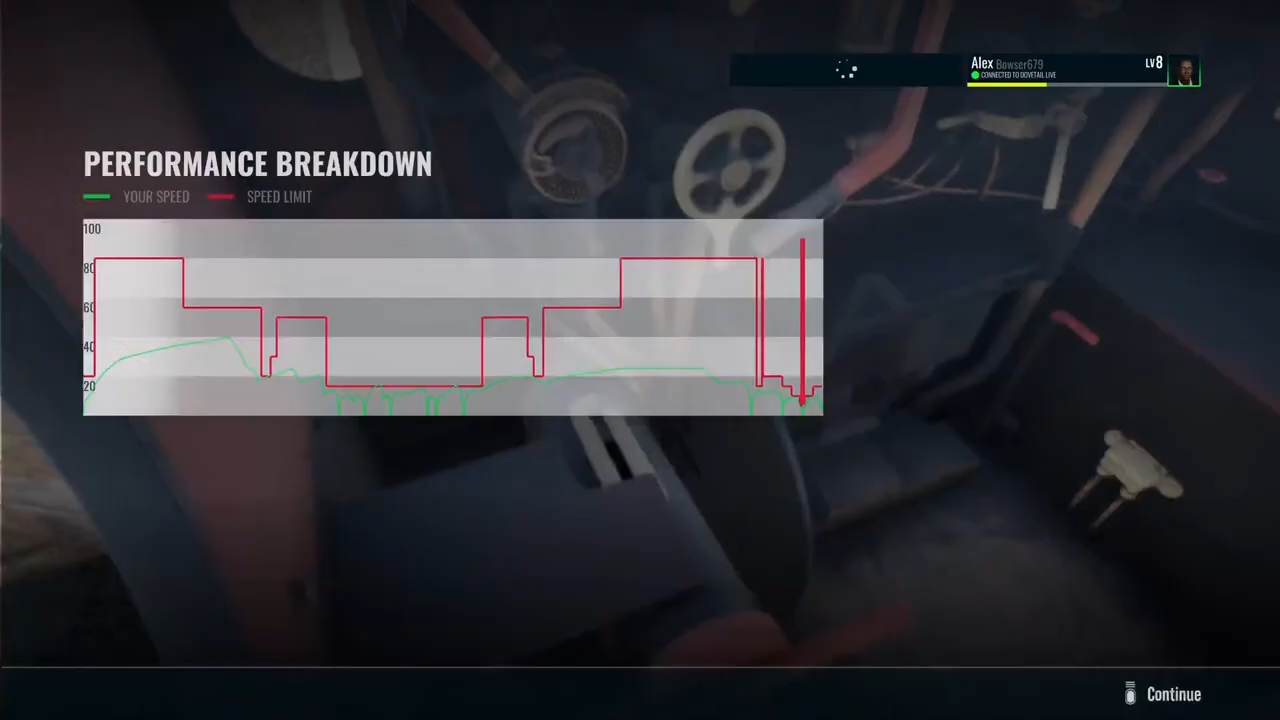 Alex Bowser679 LV8
CONNECTED TO DOVETAIL LIVE
PERFORMANCE BREAKDOWN
YOUR SPEED SPEED LIMIT
100
80
60
40
20
Continue